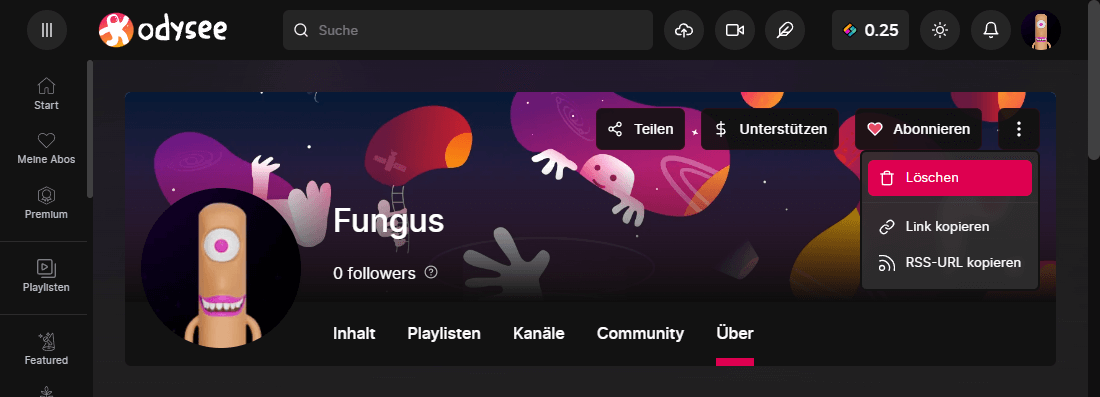 odysee
Suche
0.25
Start
Meine Abos
Premium
Playlisten
Featured
Teilen
Unterstützen
Abonnieren
Löschen
Link kopieren
RSS-URL kopieren
Fungus
0 followers
Inhalt Playlisten Kanäle Community Über